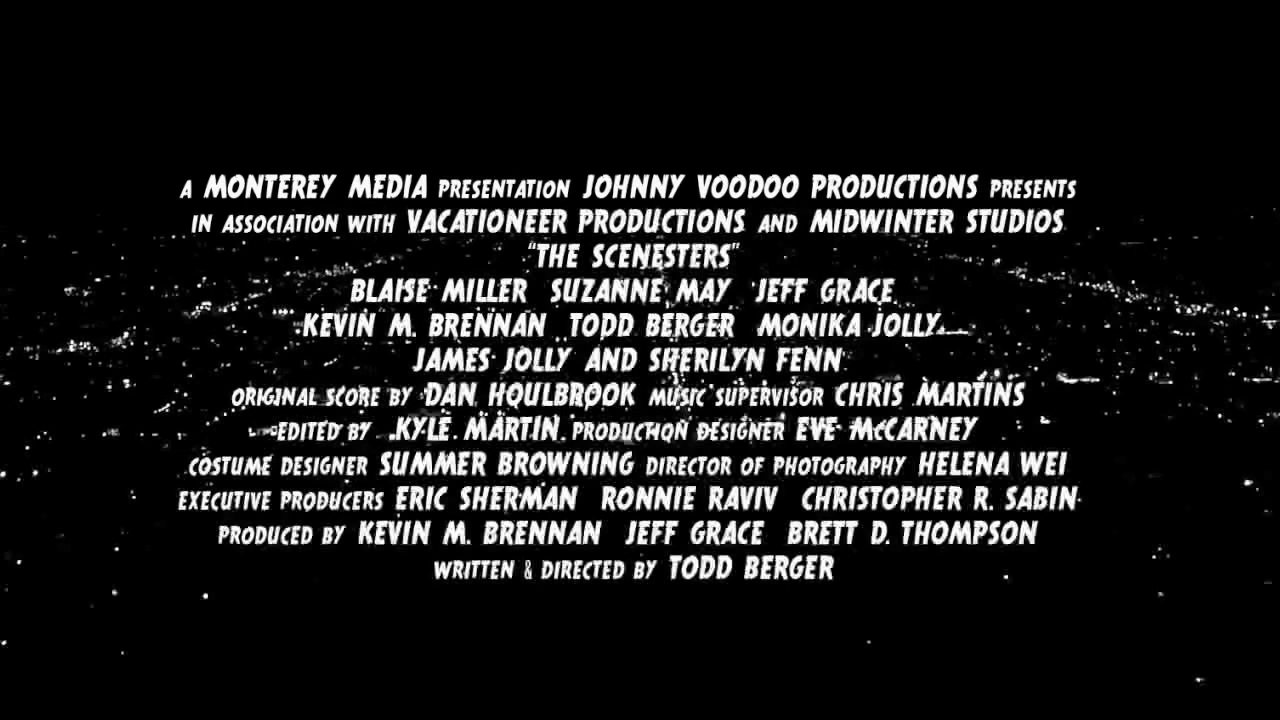 A MONTEREY MEDIA PRESENTATION JOHNNY VOODOO PRODUCTIONS PRESENTS
IN ASSOCIATION WITH VACATIONEER PRODUCTIONS AND MIDWINTER STUDIOS
"THE SCENESTERS"
BLAISE MILLER SUZANNE MAY JEFF GRACE
KEVIN M. BRENNAN TODD BERGER MONIKA JOLLY
JAMES JOLLY AND SHERILYN FENN
ORIGINAL SCORE BY DAN HOULBROOK MUSIC SUPERVISOR CHRIS MARTINS
EDITED BY KYLE MARTIN PRODUCTION DESIGNER EVE McCARNEY
COSTUME DESIGNER SUMMER BROWNING DIRECTOR OF PHOTOGRAPHY HELENA WEI
EXECUTIVE PRODUCERS ERIC SHERMAN RONNIE RAVIV CHRISTOPHER R. SABIN
PRODUCED BY KEVIN M. BRENNAN JEFF GRACE BRETT D. THOMPSON
WRITTEN & DIRECTED BY TODD BERGER